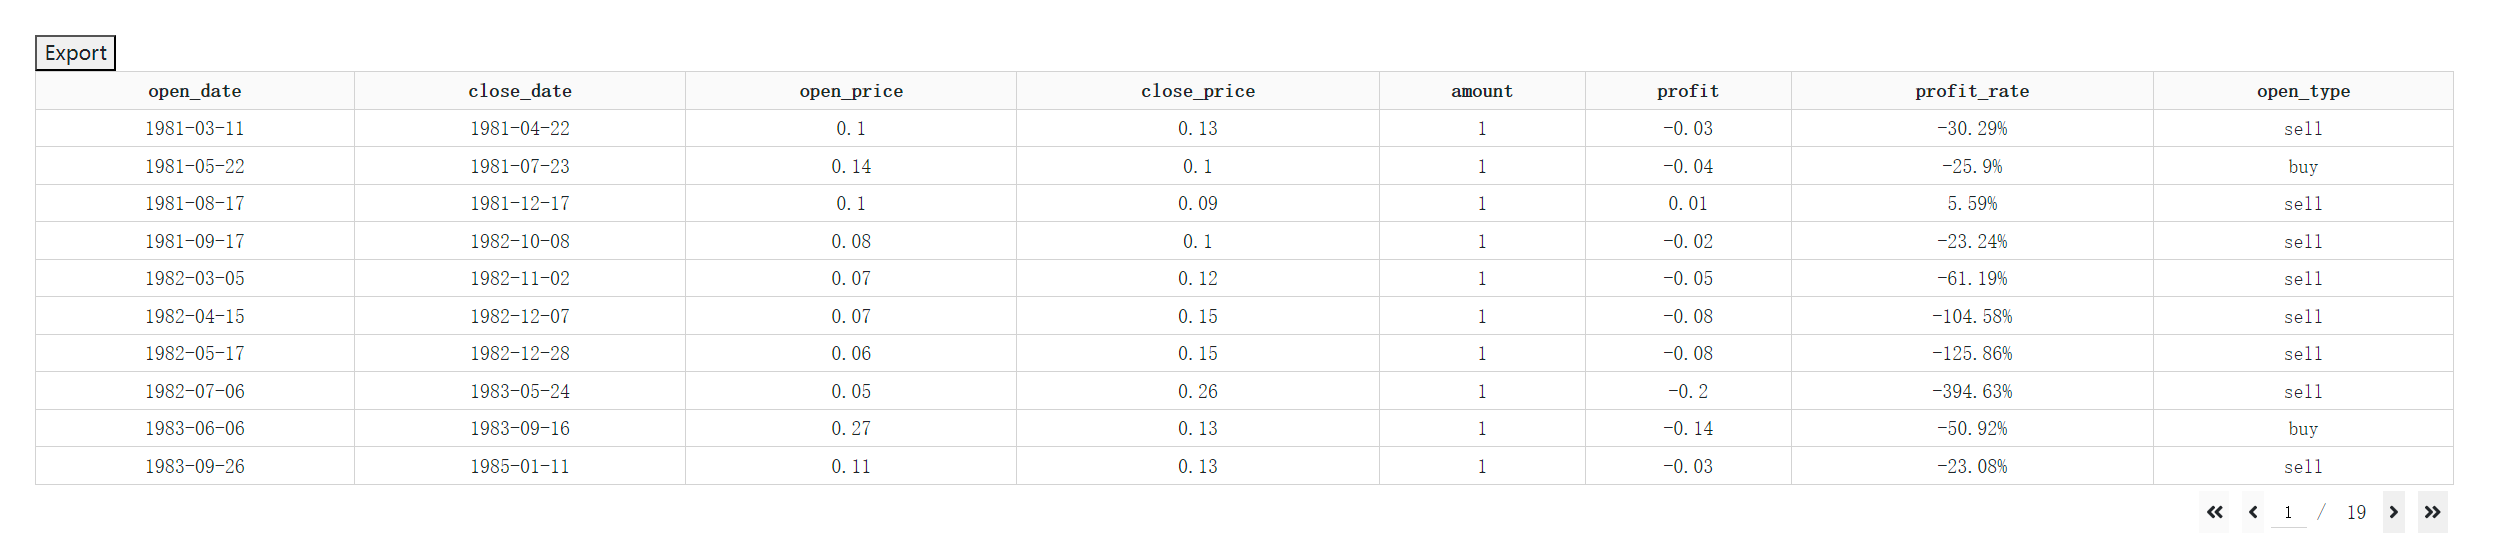 Export
open_date close_date open_price close_price amount profit profit_rate open_type
1981-03-11 1981-04-22 0.1 0.13 1 -0.03 -30.29% sell
1981-05-22 1981-07-23 0.14 0.1 1 -0.04 -25.9% buy
1981-08-17 1981-12-17 0.1 0.09 1 0.01 5.59% sell
1981-09-17 1982-10-08 0.08 0.1 1 -0.02 -23.24% sell
1982-03-05 1982-11-02 0.07 0.12 1 -0.05 -61.19% sell
1982-04-15 1982-12-07 0.07 0.15 1 -0.08 -104.58% sell
1982-05-17 1982-12-28 0.06 0.15 1 -0.08 -125.86% sell
1982-07-06 1983-05-24 0.05 0.26 1 -0.2 -394.63% sell
1983-06-06 1983-09-16 0.27 0.13 1 -0.14 -50.92% buy
1983-09-26 1985-01-11 0.11 0.13 1 -0.03 -23.08% sell
1 / 19